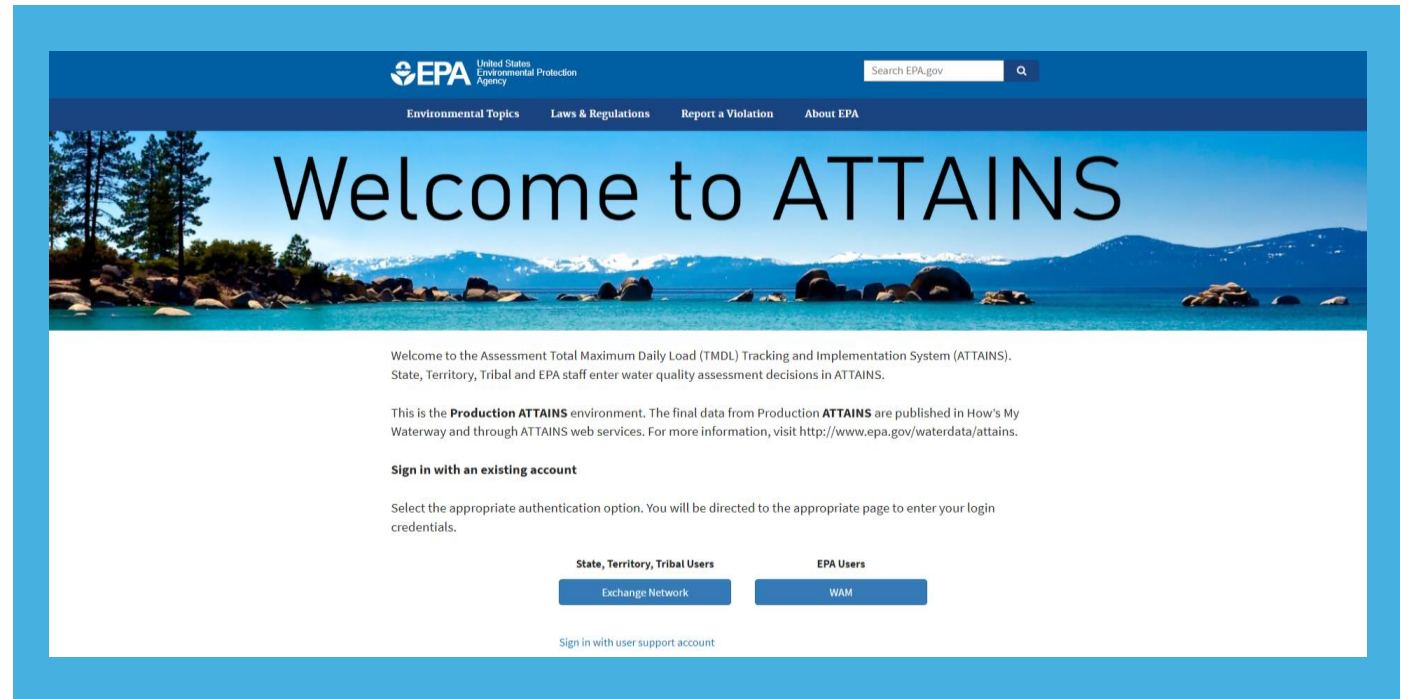 EPA United States
Environmental Protection
Agency
Search EPA.gov
Environmental Topics Laws & Regulations Report a Violation About EPA
Welcome to ATTAINS
Welcome to the Assessment Total Maximum Daily Load (TMDL) Tracking and Implementation System (ATTAINS).
State, Territory, Tribal and EPA staff enter water quality assessment decisions in ATTAINS.
This is the Production ATTAINS environment. The final data from Production ATTAINS are published in How's My
Waterway and through ATTAINS web services. For more information, visit http://www.epa.gov/waterdata/attains.
Sign in with an existing account
Select the appropriate authentication option. You will be directed to the appropriate page to enter your login
credentials.
State, Territory, Tribal Users EPA Users
Exchange Network WAM
Sign in with user support account